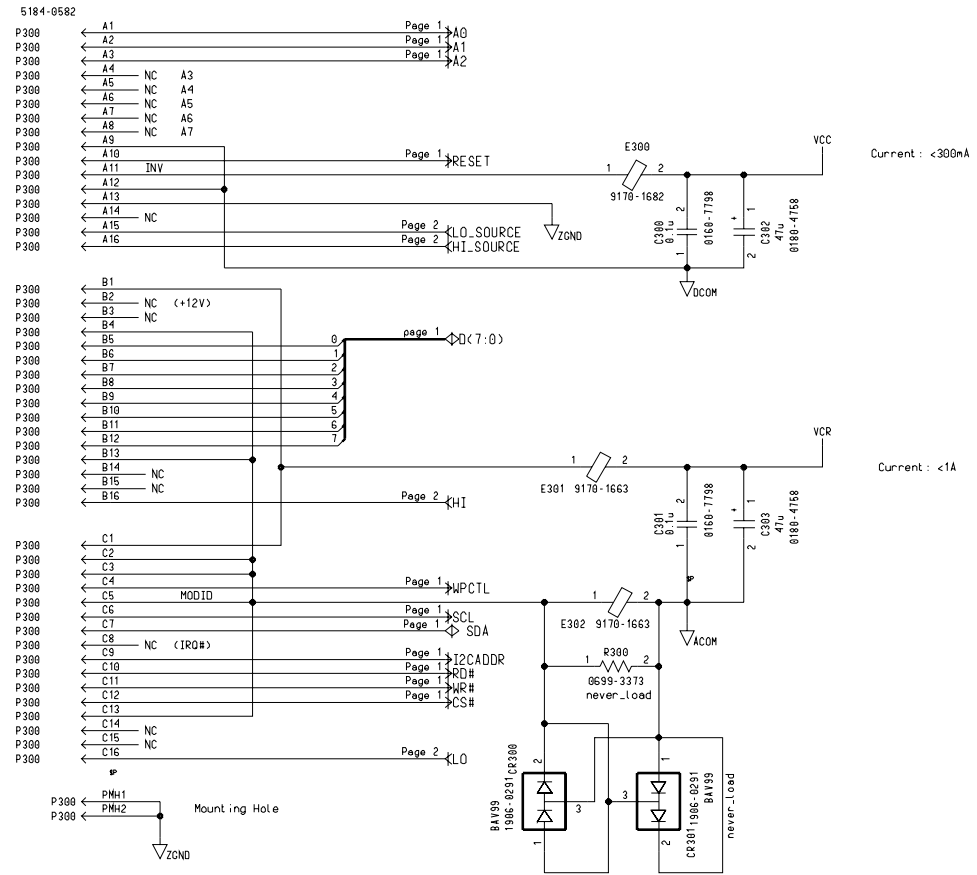 5184-0582
P300 A1 Page 1 A0
P300 A2 Page 1 A1
P300 A3 Page 1 A2
P300 A4 NC A3
P300 A5 NC A4
P300 A6 NC A5
P300 A7 NC A6
P300 A8 NC A7
P300 A9
P300 A10 Page 1 RESET
P300 A11 INV
P300 A12
P300 A13
P300 A14 NC
P300 A15 Page 2 LO_SOURCE
P300 A16 Page 2 HI_SOURCE
E300
1 2
9170-1682
VCC
Current: <300mA
2
C300
0.1u
0160-7798
1
+ 1
C302
47u
0180-4758
2
ZGND
DCOM
P300 B1
P300 B2 NC (+12V)
P300 B3 NC
P300 B4
P300 B5 0
P300 B6 1
P300 B7 2
P300 B8 3
P300 B9 4
P300 B10 5
P300 B11 6
P300 B12 7
page 1 D(7:0)
P300 B13
P300 B14 NC
P300 B15 NC
P300 B16 Page 2 HI
1 2
E301 9170-1663
VCR
Current: <1A
2
C301
0.1u
0160-7798
1
+ 1
C303
47u
0180-4758
2
P300 C1
P300 C2
P300 C3
P300 C4 Page 1 WPCTL
P300 C5 MODID
P300 C6 Page 1 SCL
P300 C7 Page 1 SDA
P300 C8 NC (IRQ#)
P300 C9 Page 1 I2CADDR
P300 C10 Page 1 RD#
P300 C11 Page 1 WR#
P300 C12 Page 1 CS#
P300 C13
P300 C14 NC
P300 C15 NC
P300 C16 Page 2 LO
1 2
E302 9170-1663
ACOM
R300
1 2
0699-3373
never_load
2
CR300
1906-0291
BAV99
3
1
1
3
CR301
1906-0291
BAV99
never_load
2
P300 PMH1
P300 PMH2
Mounting Hole
ZGND